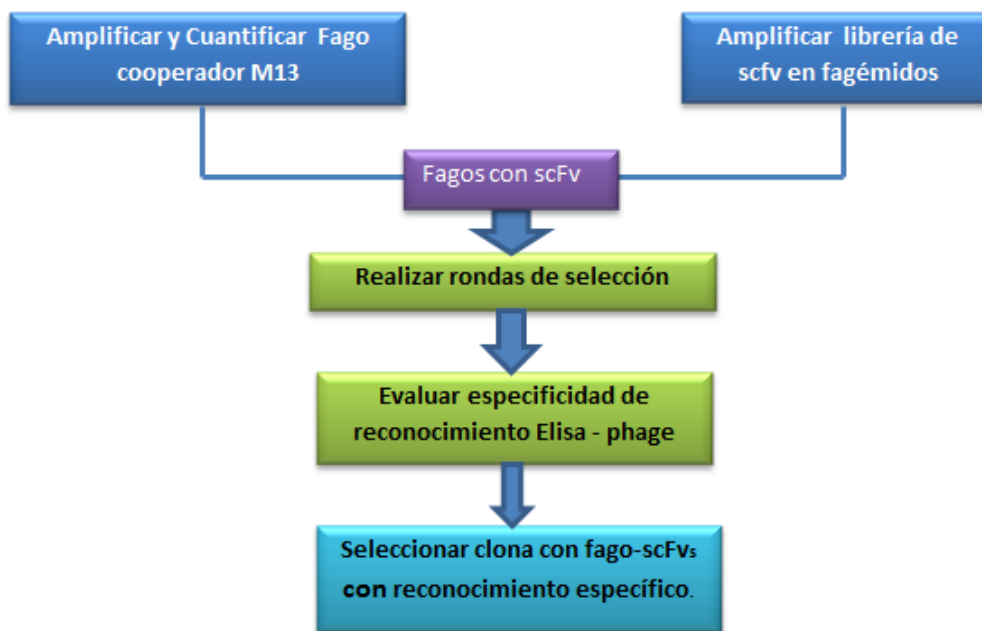 Amplificar y Cuantificar Fago
cooperador M13
Amplificar librería de
scfv en fagémidos
Fagos con scFv
Realizar rondas de selección
Evaluar especificidad de
reconocimiento Elisa - phage
Seleccionar clona con fago-scFvs
con reconocimiento específico.